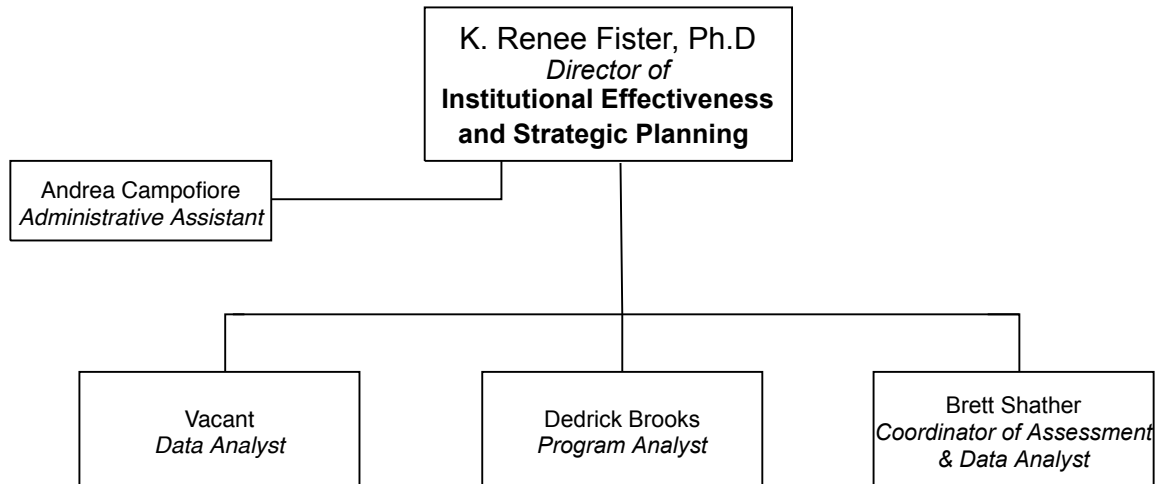 K. Renee Fister, Ph.D
Director of
Institutional Effectiveness
and Strategic Planning
Andrea Campofiore
Administrative Assistant
Vacant
Data Analyst
Dedrick Brooks
Program Analyst
Brett Shather
Coordinator of Assessment
& Data Analyst